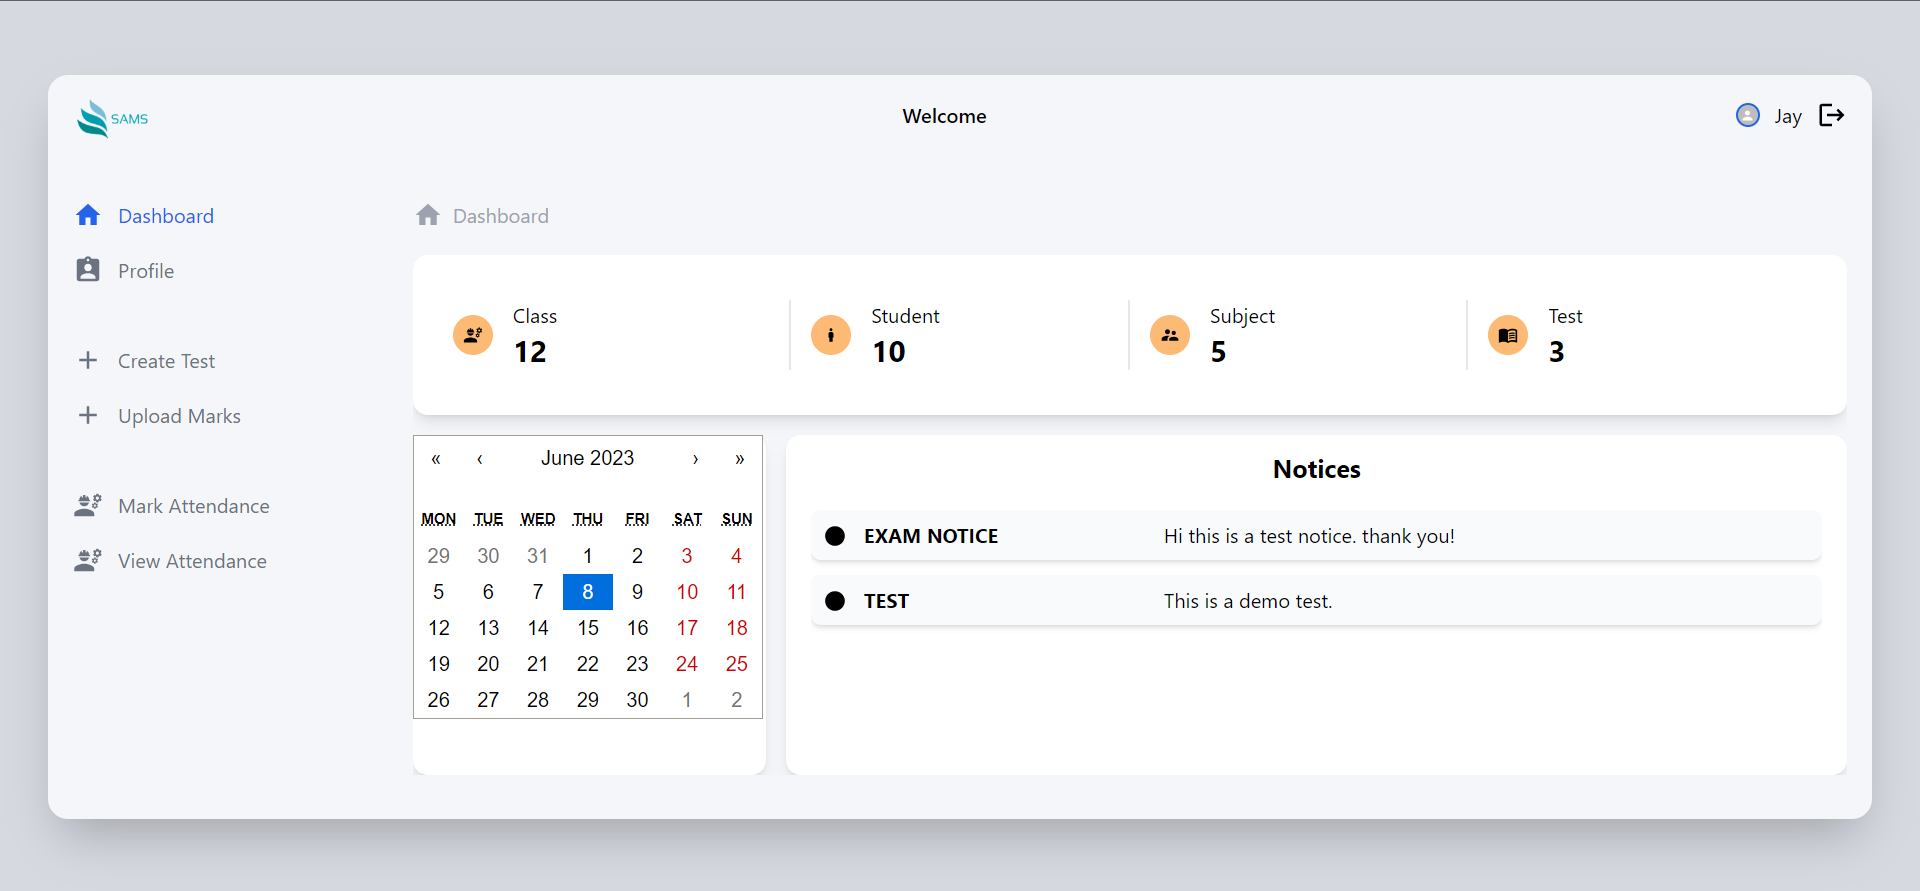 SAMS
Welcome
Jay
Dashboard
Profile
Create Test
Upload Marks
Mark Attendance
View Attendance
Dashboard
Class
12
Student
10
Subject
5
Test
3
« ‹ June 2023 › »
MON TUE WED THU FRI SAT SUN
29 30 31 1 2 3 4
5 6 7 8 9 10 11
12 13 14 15 16 17 18
19 20 21 22 23 24 25
26 27 28 29 30 1 2
Notices
EXAM NOTICE Hi this is a test notice. thank you!
TEST This is a demo test.